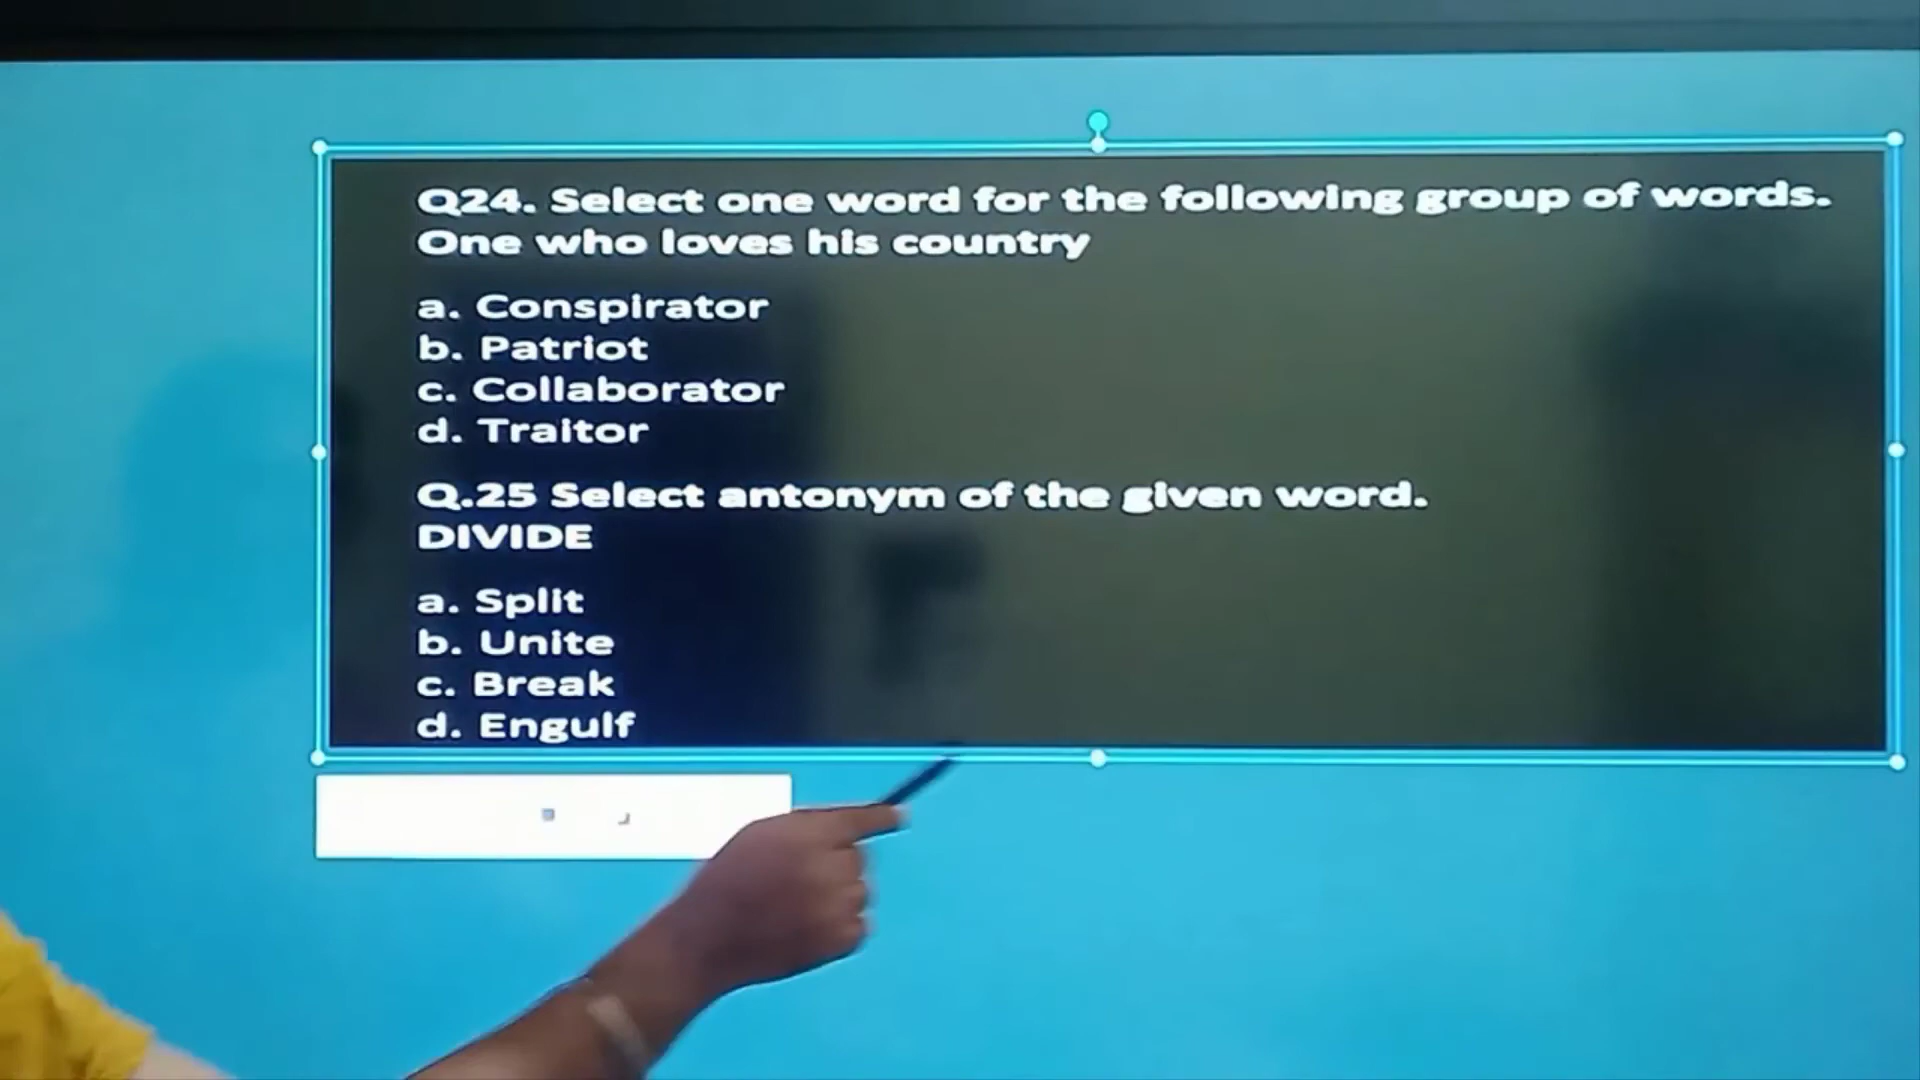 Q24. Select one word for the following group of words.
One who loves his country
a. Conspirator
b. Patriot
c. Collaborator
d. Traitor
Q.25 Select antonym of the given word.
DIVIDE
a. Split
b. Unite
c. Break
d. Engulf